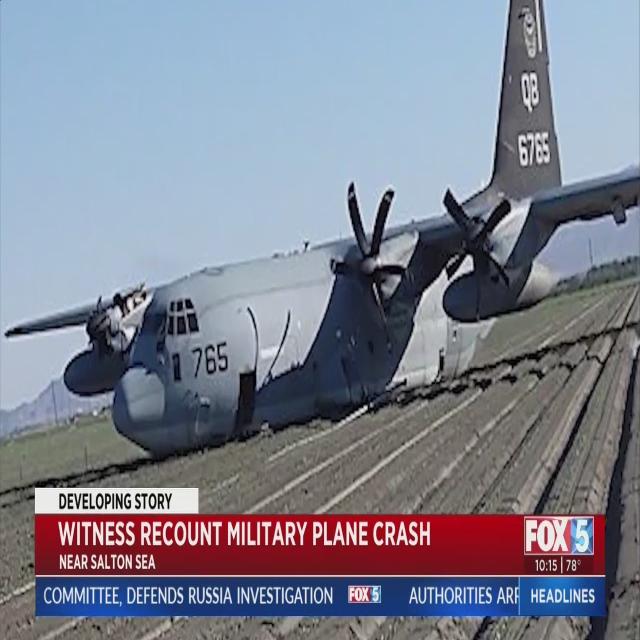 QB
6765
765
DEVELOPING STORY
WITNESS RECOUNT MILITARY PLANE CRASH
NEAR SALTON SEA
FOX 5
10:15 | 78°
COMMITTEE, DEFENDS RUSSIA INVESTIGATION FOX 5 AUTHORITIES
HEADLINES